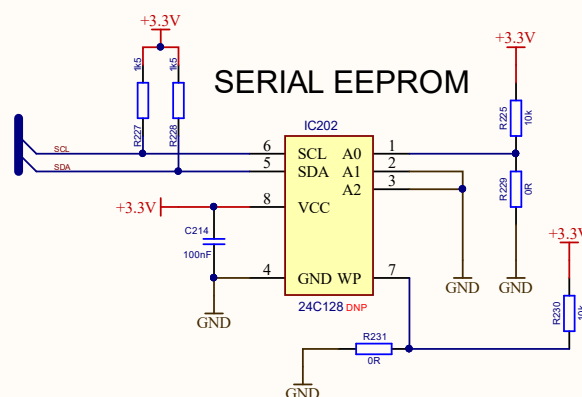 +3.3V
+3.3V
1k5
1k5
SERIAL EEPROM
R227
R228
R225
10k
IC202
SCL
SDA
6
SCL
A0
1
5
SDA
A1
2
A2
3
R229
0R
+3.3V
8
VCC
C214
100nF
+3.3V
4
GND
WP
7
GND
GND
GND
24C128 DNP
R230
10k
R231
0R
GND